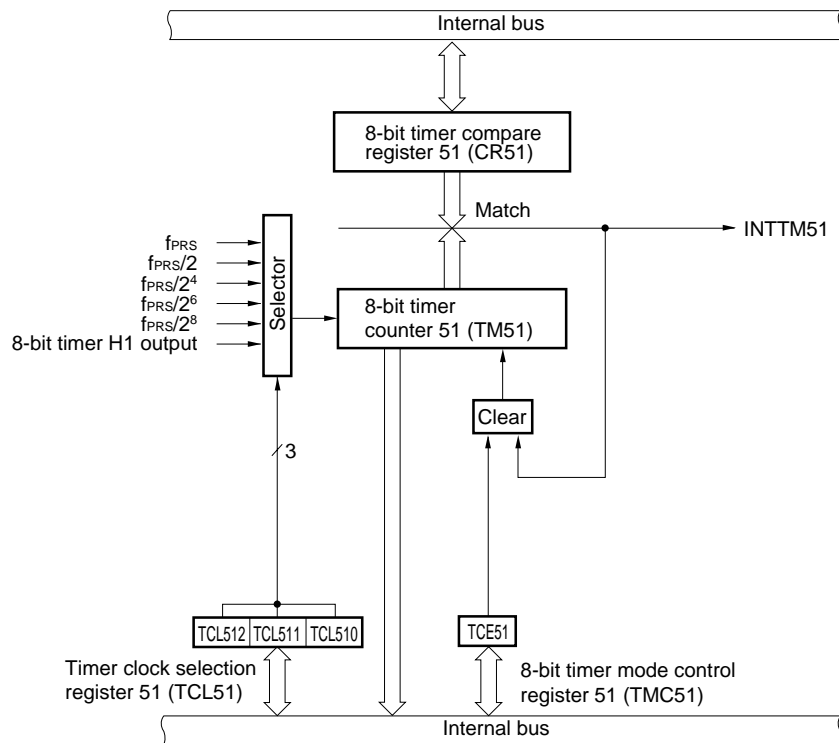 Internal bus
8-bit timer compare
register 51 (CR51)
Match
INTTM51
fPRS
fPRS/2
fPRS/2⁴
fPRS/2⁶
fPRS/2⁸
8-bit timer H1 output
Selector
8-bit timer
counter 51 (TM51)
Clear
3
TCL512 TCL511 TCL510
TCE51
Timer clock selection
register 51 (TCL51)
8-bit timer mode control
register 51 (TMC51)
Internal bus